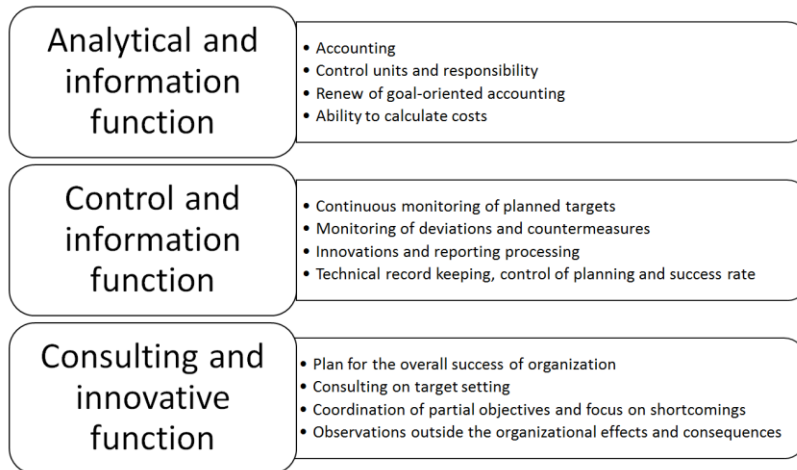 Analytical and
information
function
• Accounting
• Control units and responsibility
• Renew of goal-oriented accounting
• Ability to calculate costs
Control and
information
function
• Continuous monitoring of planned targets
• Monitoring of deviations and countermeasures
• Innovations and reporting processing
• Technical record keeping, control of planning and success rate
Consulting and
innovative
function
• Plan for the overall success of organization
• Consulting on target setting
• Coordination of partial objectives and focus on shortcomings
• Observations outside the organizational effects and consequences